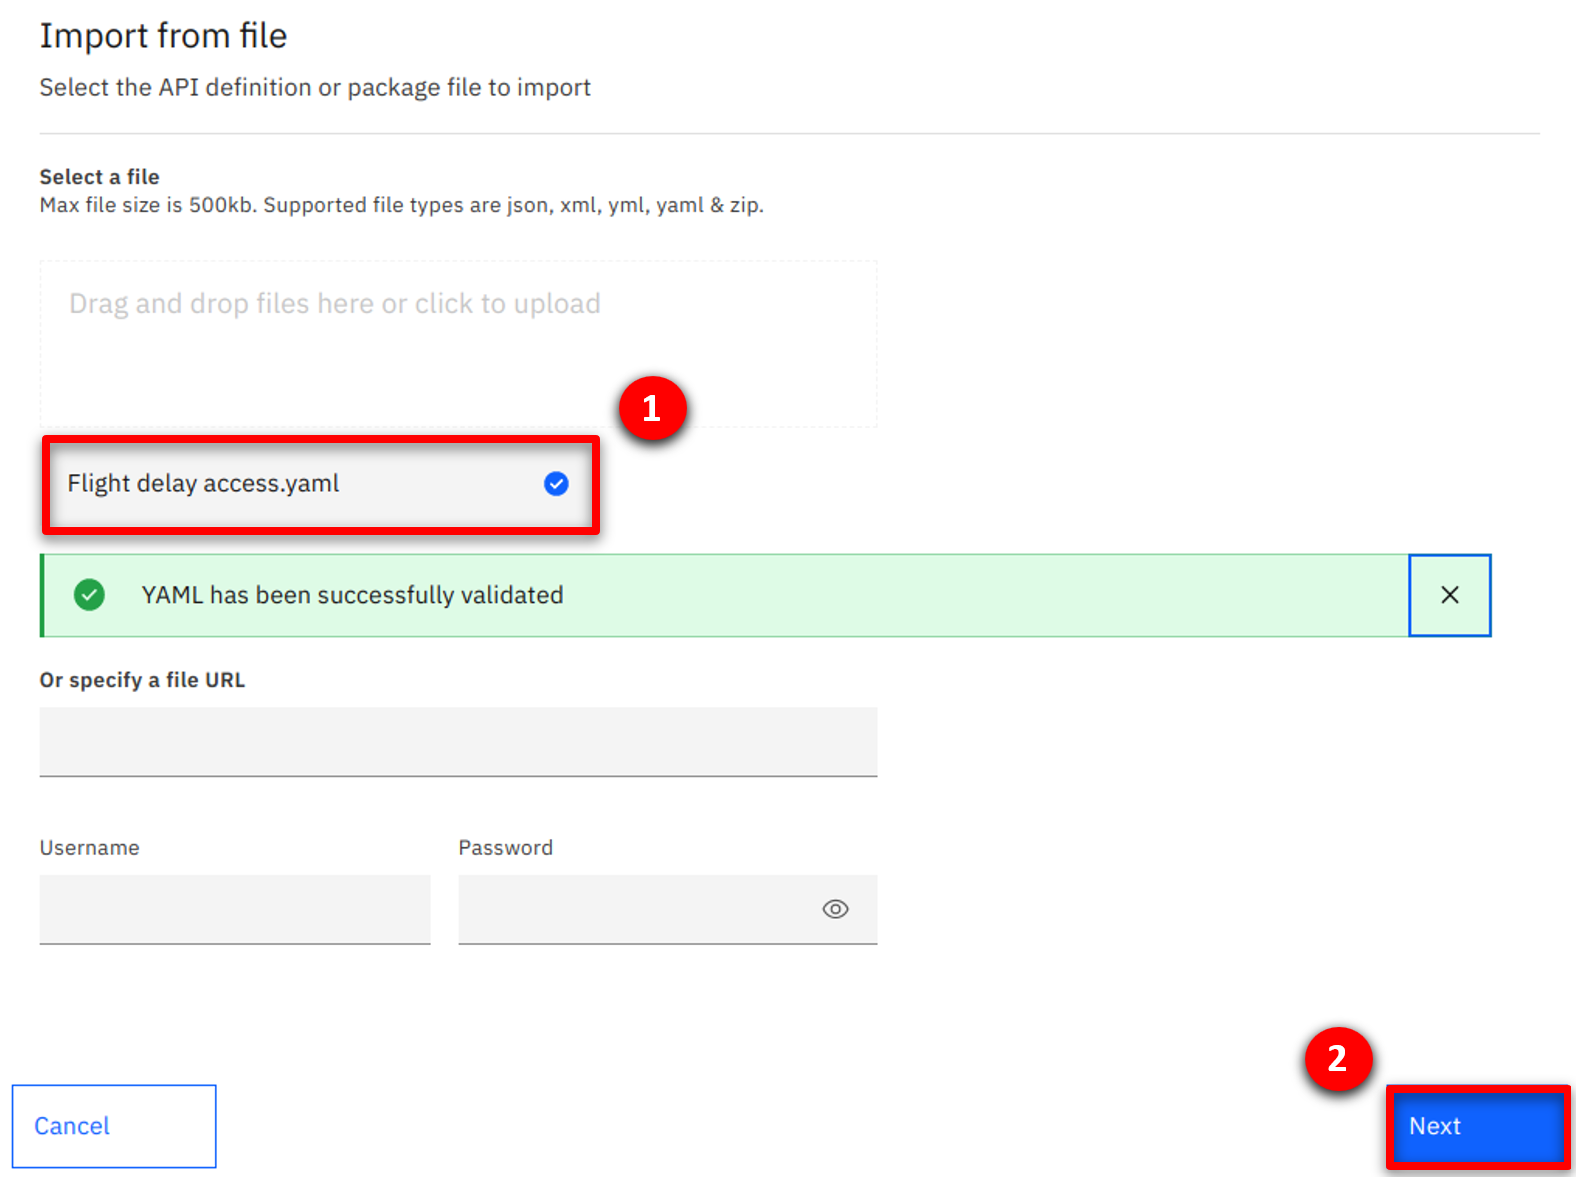 Import from file
Select the API definition or package file to import
Select a file
Max file size is 500kb. Supported file types are json, xml, yml, yaml & zip.
Drag and drop files here or click to upload
1
Flight delay access.yaml
YAML has been successfully validated
Or specify a file URL
Username
Password
2
Cancel
Next